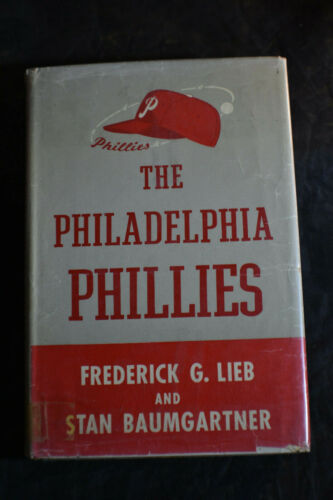 P
Phillies
THE
PHILADELPHIA
PHILLIES
FREDERICK G. LIEB
AND
STAN BAUMGARTNER